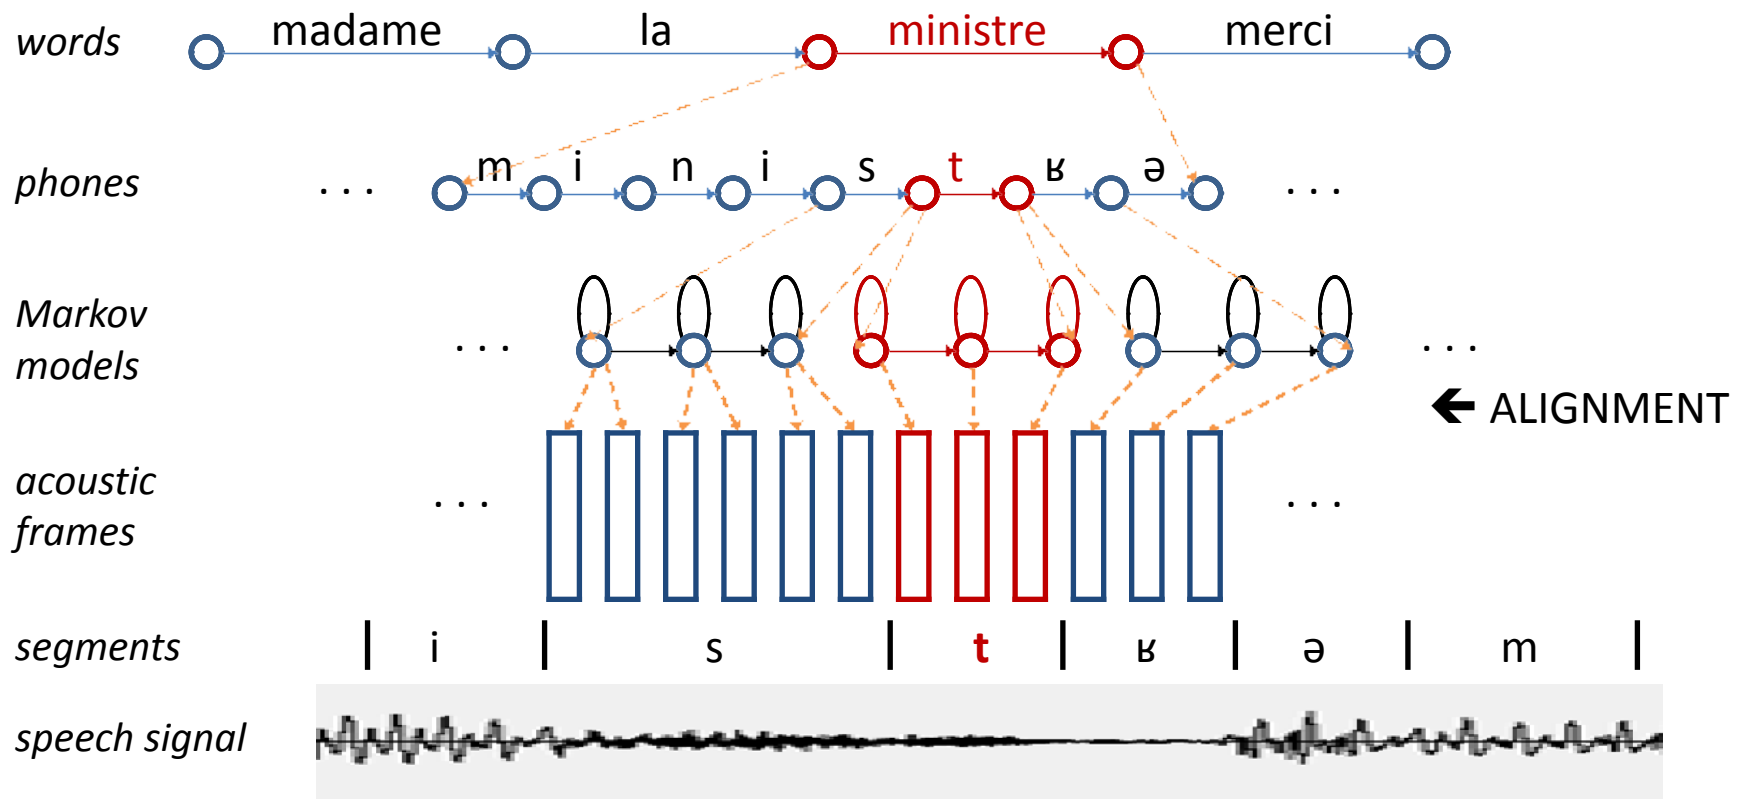 words madame la ministre merci
phones . . . m i n i s t ʁ ə . . .
Markov
models . . . . . .
← ALIGNMENT
acoustic
frames . . . . . .
segments | i | s | t | ʁ | ə | m |
speech signal